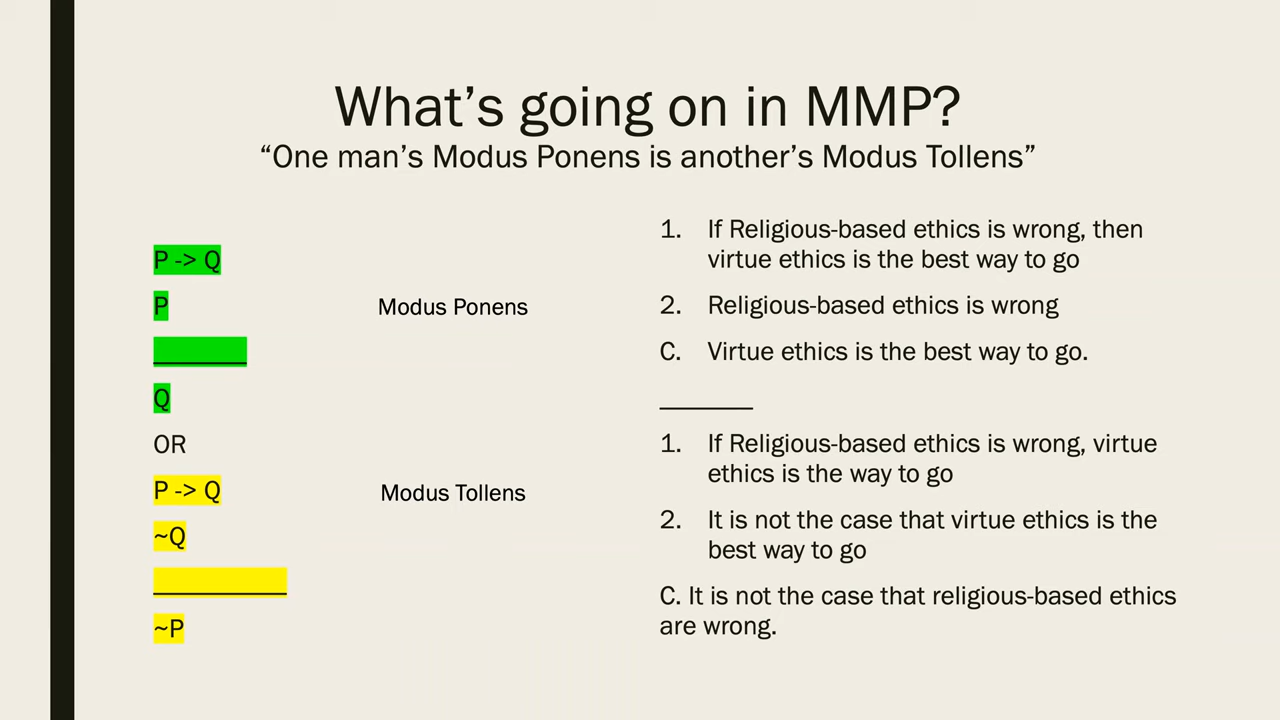 What’s going on in MMP?
“One man’s Modus Ponens is another’s Modus Tollens”
P -> Q
P
Modus Ponens
Q
OR
P -> Q
Modus Tollens
~Q
~P
1. If Religious-based ethics is wrong, then
virtue ethics is the best way to go
2. Religious-based ethics is wrong
C. Virtue ethics is the best way to go.
1. If Religious-based ethics is wrong, virtue
ethics is the way to go
2. It is not the case that virtue ethics is the
best way to go
C. It is not the case that religious-based ethics
are wrong.